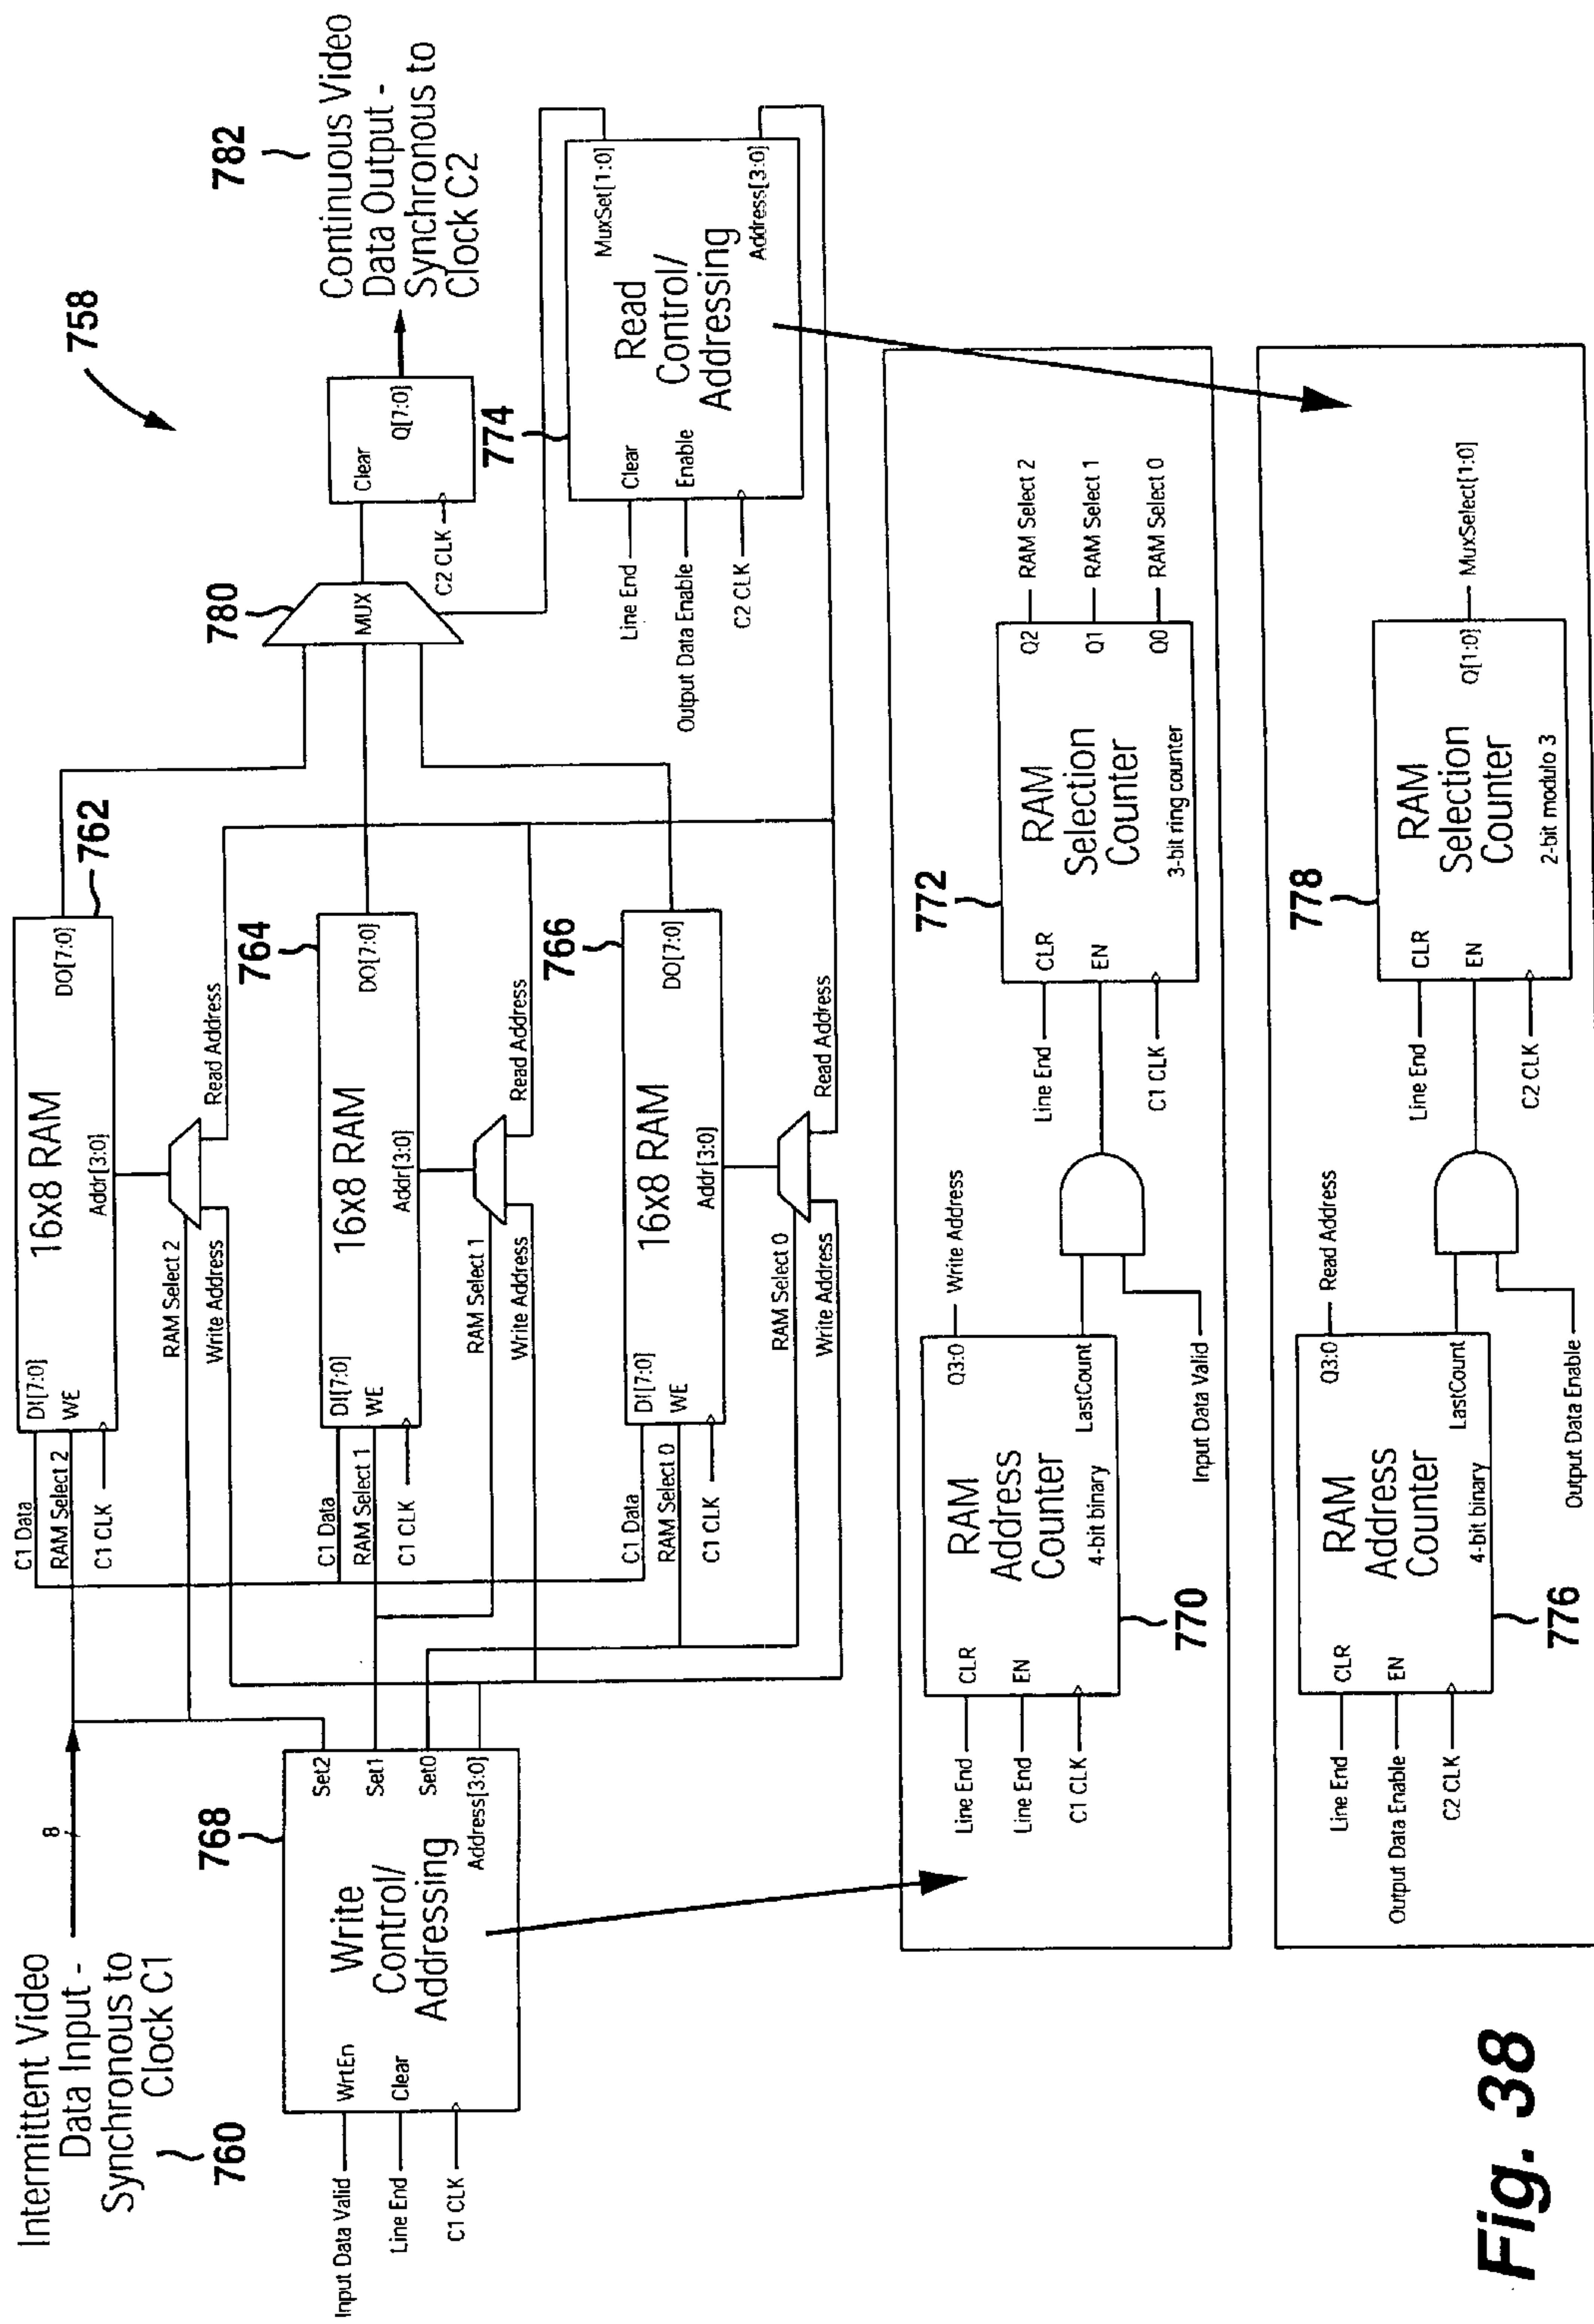 758
Intermittent Video
Data Input -
Synchronous to
Clock C1
760
8
C1 Data
RAM Select 2
C1 CLK
DI[7:0]
WE
16x8 RAM
Addr[3:0]
DO[7:0]
762
RAM Select 2
Write Address
Read Address
C1 Data
RAM Select 1
C1 CLK
DI[7:0]
WE
16x8 RAM
Addr[3:0]
DO[7:0]
764
RAM Select 1
Write Address
Read Address
C1 Data
RAM Select 0
C1 CLK
DI[7:0]
WE
16x8 RAM
Addr[3:0]
DO[7:0]
766
RAM Select 0
Write Address
Read Address
768
Input Data Valid
Line End
C1 CLK
WrtEn
Clear
Write
Control/
Addressing
Set2
Set1
Set0
Address[3:0]
780
MUX
C2 CLK
Clear
Q[7:0]
782
Continuous Video
Data Output -
Synchronous to
Clock C2
774
Line End
Output Data Enable
C2 CLK
Clear
Enable
Read
Control/
Addressing
MuxSet[1:0]
Address[3:0]
Line End
Line End
C1 CLK
CLR
EN
RAM
Address
Counter
4-bit binary
Q3:0
LastCount
770
Write Address
Input Data Valid
Line End
C1 CLK
772
CLR
EN
RAM
Selection
Counter
3-bit ring counter
Q2
Q1
Q0
RAM Select 2
RAM Select 1
RAM Select 0
Line End
Output Data Enable
C2 CLK
CLR
EN
RAM
Address
Counter
4-bit binary
Q3:0
LastCount
776
Read Address
Output Data Enable
Line End
C2 CLK
778
CLR
EN
RAM
Selection
Counter
2-bit modulo 3
Q[1:0]
MuxSelect[1:0]
Fig. 38